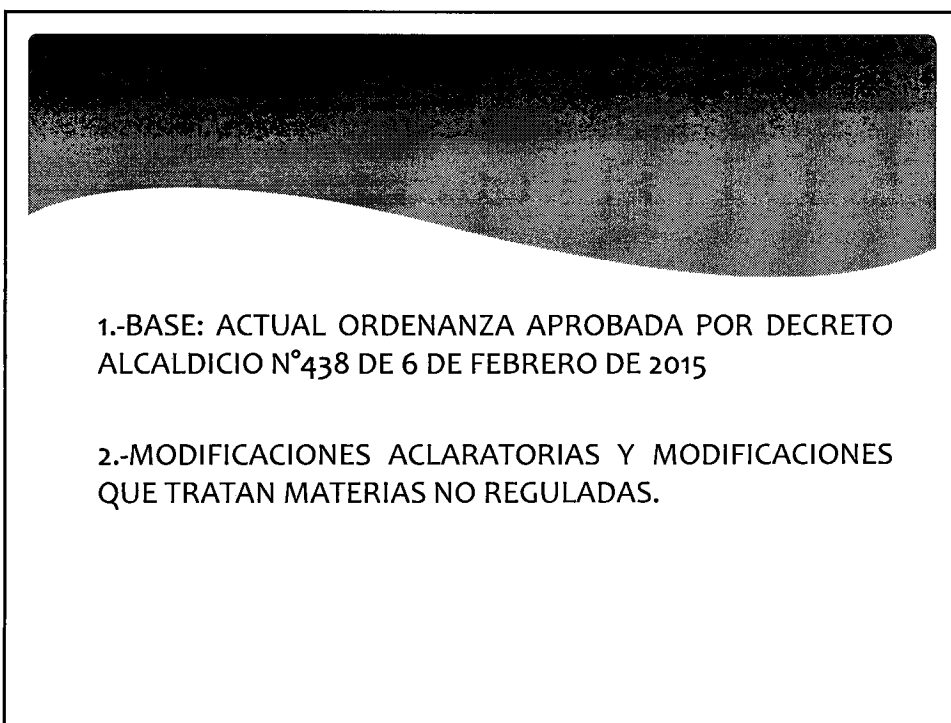 1.-BASE: ACTUAL ORDENANZA APROBADA POR DECRETO
ALCALDICIO N°438 DE 6 DE FEBRERO DE 2015
2.-MODIFICACIONES ACLARATORIAS Y MODIFICACIONES
QUE TRATAN MATERIAS NO REGULADAS.